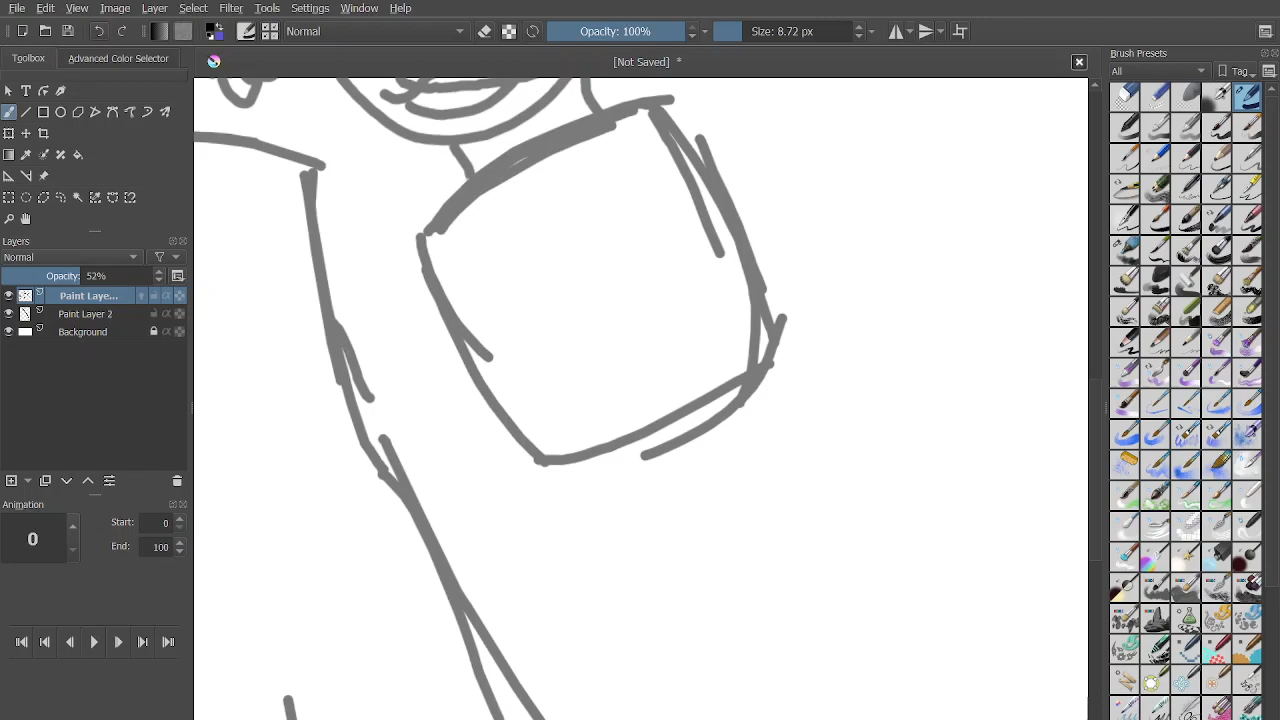 File Edit View Image Layer Select Filter Tools Settings Window Help
Normal Opacity: 100% Size: 8.72 px
Toolbox Advanced Color Selector
[Not Saved] *
Brush Presets
All Tag
Layers
Normal
Opacity: 52%
Paint Laye...
Paint Layer 2
Background
Animation
0
Start: 0
End: 100